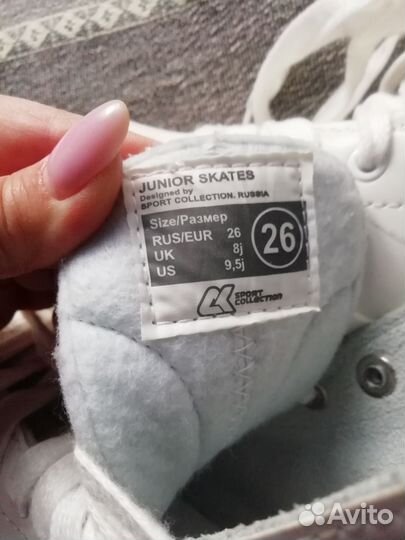 JUNIOR SKATES
Designed by
SPORT COLLECTION. RUSSIA
Size/Размер
RUS/EUR 26
UK 8j
US 9,5j
26
SPORT
COLLECTION
Avito